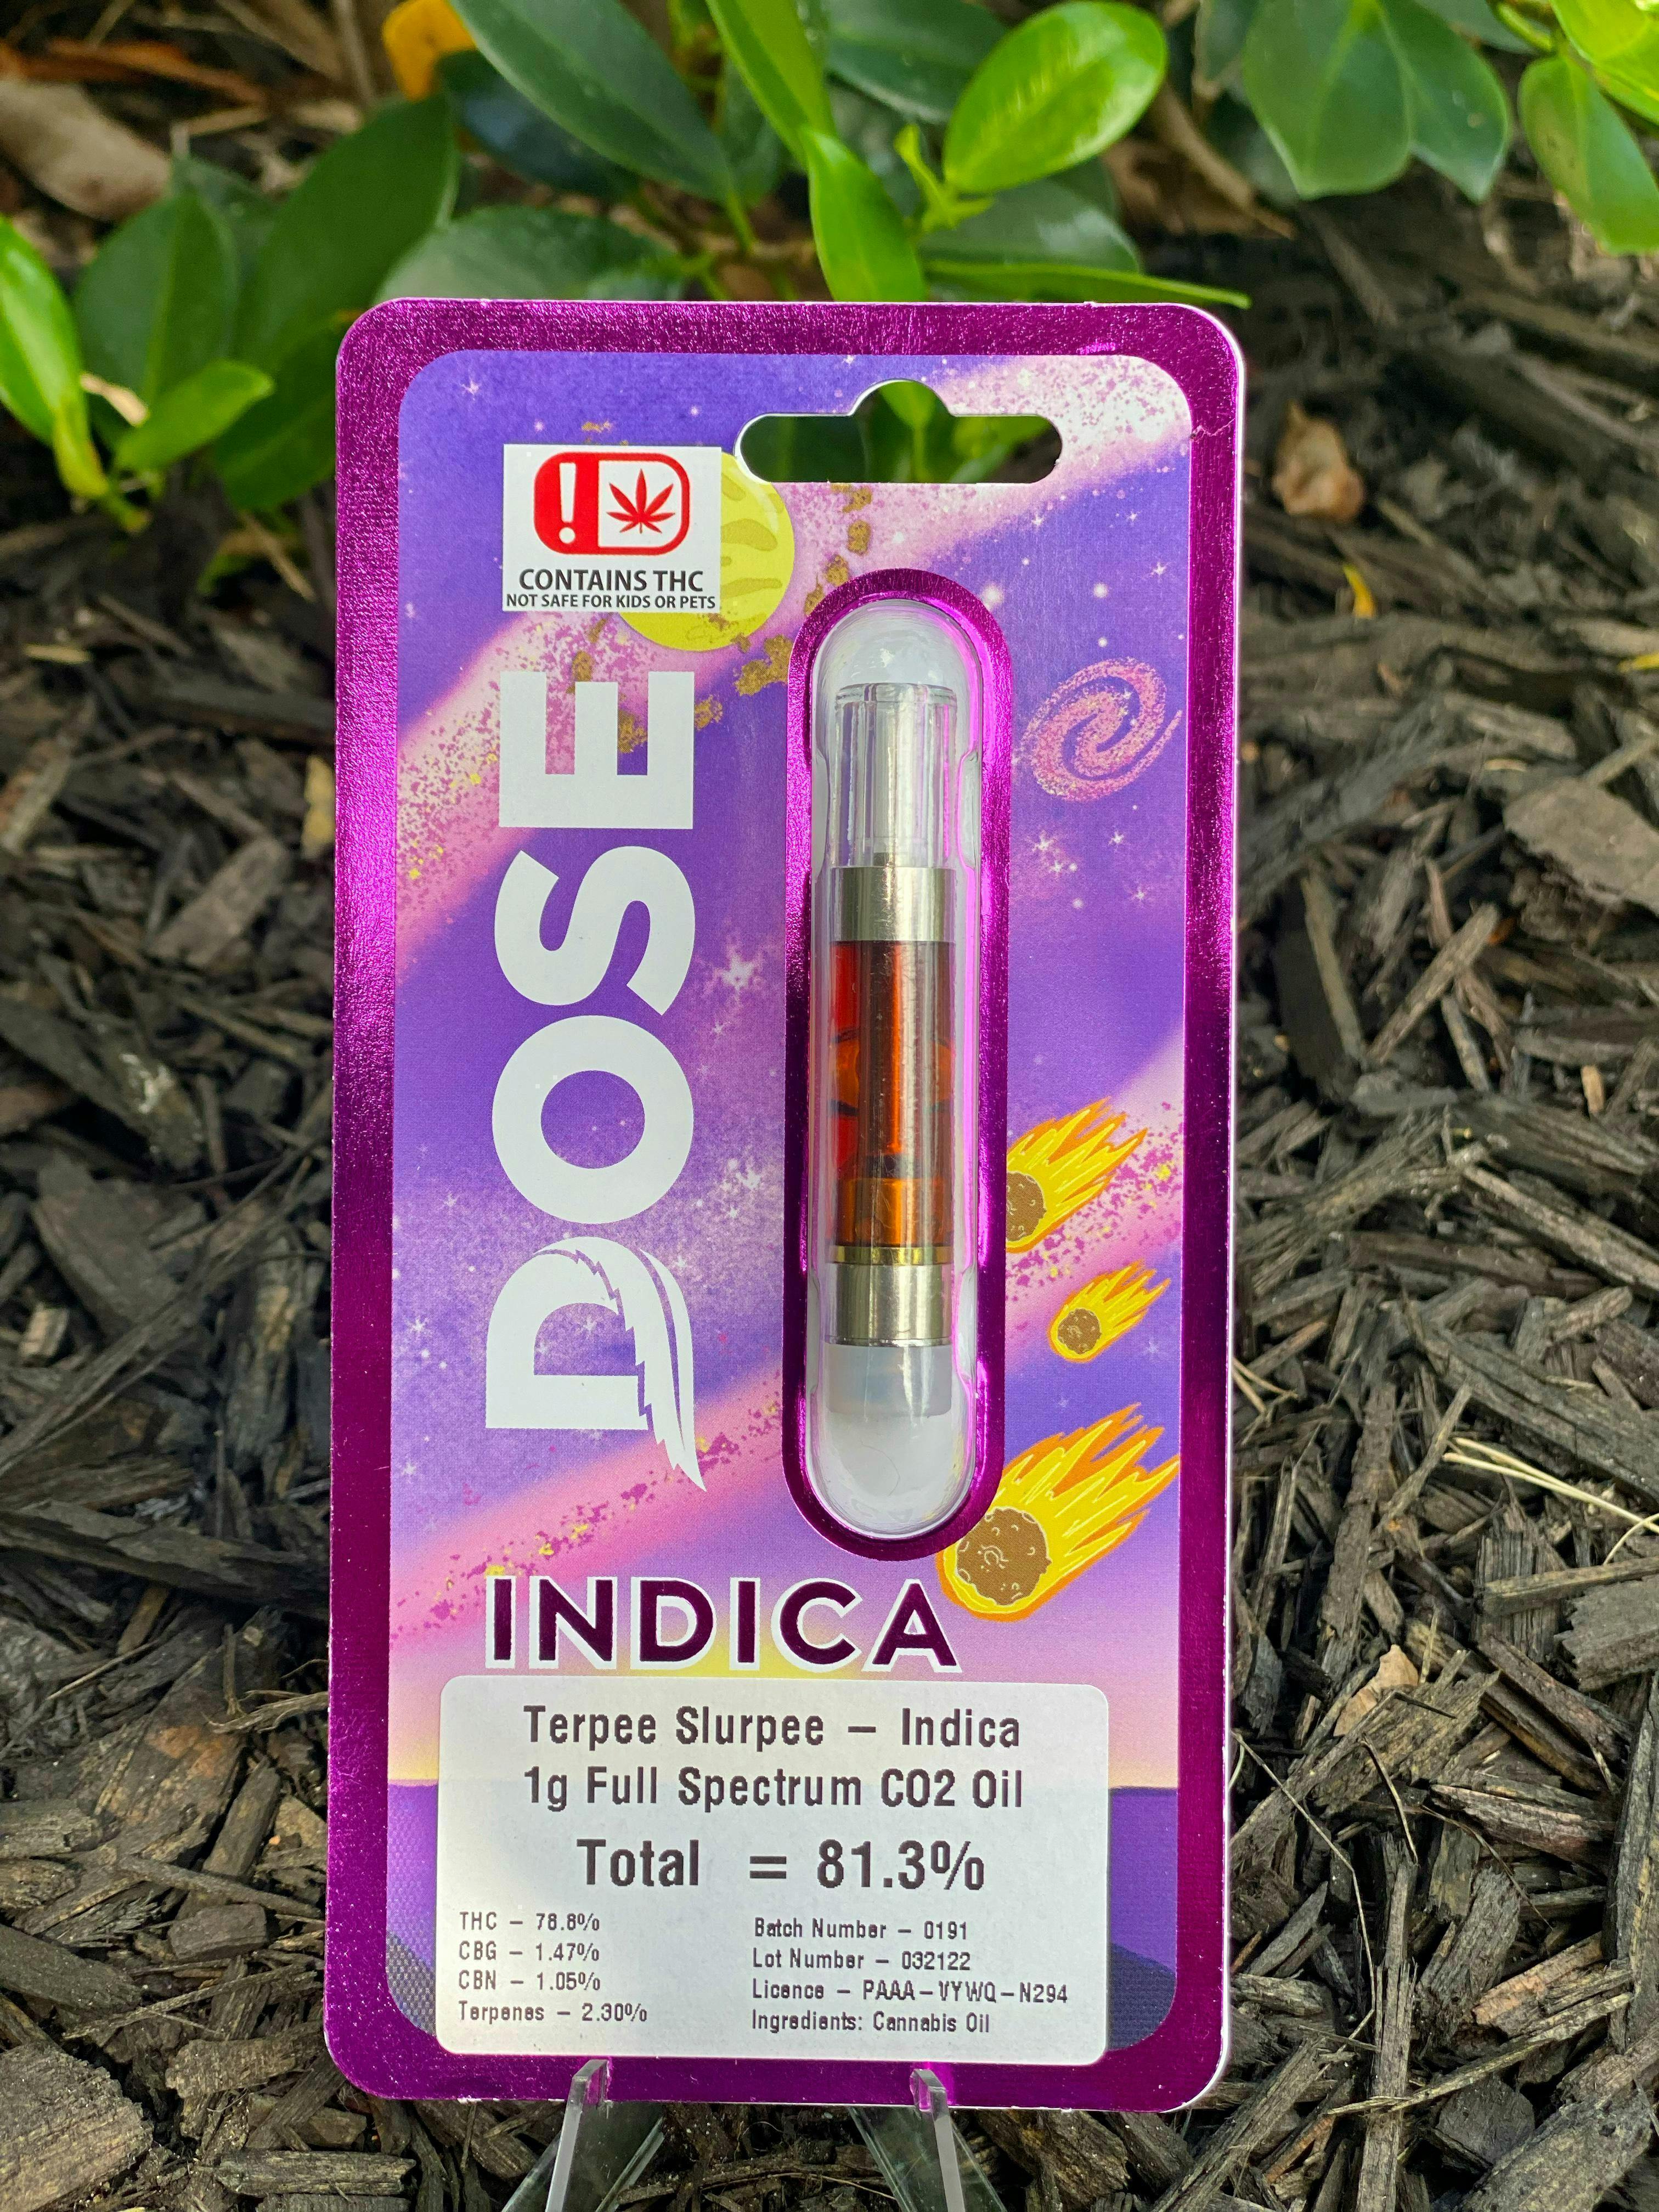 CONTAINS THC
NOT SAFE FOR KIDS OR PETS
DOSE
INDICA
Terpee Slurpee – Indica
1g Full Spectrum CO2 Oil
Total = 81.3%
THC – 78.8%
CBG – 1.47%
CBN – 1.05%
Terpenes – 2.30%
Batch Number – 0191
Lot Number – 032122
Licence – PAAA–VYWQ–N294
Ingredients: Cannabis Oil